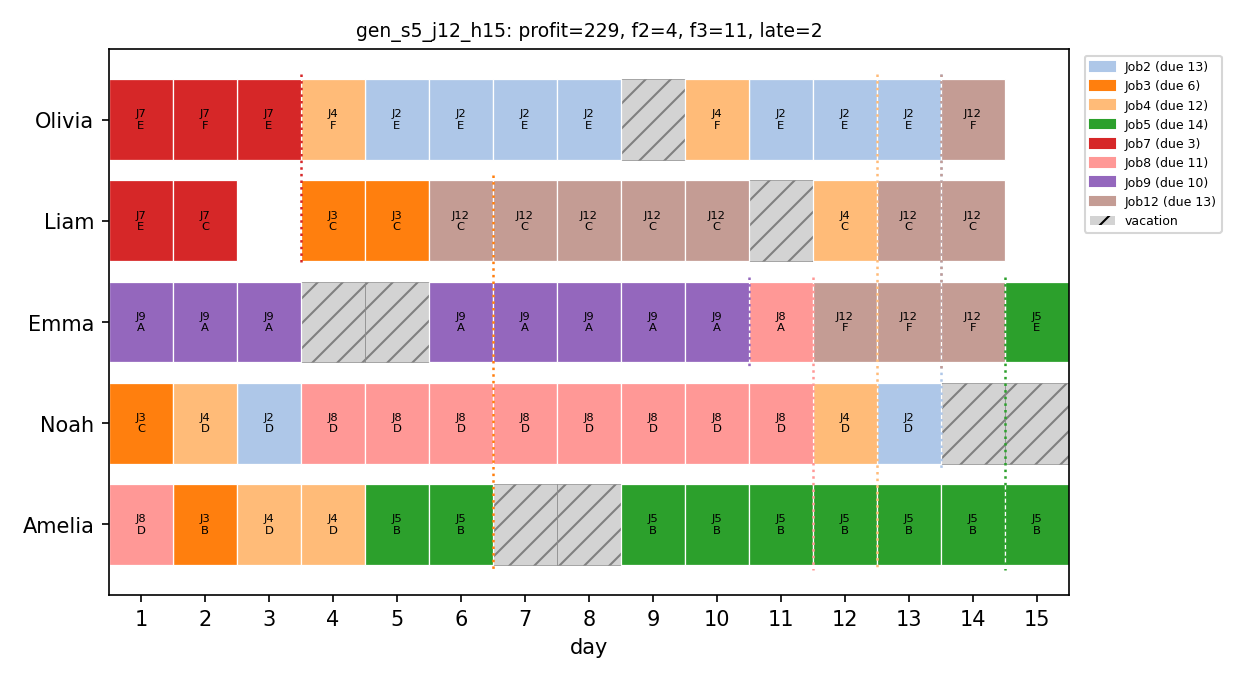 gen_s5_j12_h15: profit=229, f2=4, f3=11, late=2
Olivia
J7 J7 J7 J4 J2 J2 J2 J2 J4 J2 J2 J2 J12
E F E F E E E E F E E E F
Liam
J7 J7 J3 J3 J12 J12 J12 J12 J12 J4 J12 J12
E C C C C C C C C C C C
Emma
J9 J9 J9 J9 J9 J9 J9 J9 J8 J12 J12 J12 J5
A A A A A A A A A F F F E
Noah
J3 J4 J2 J8 J8 J8 J8 J8 J8 J8 J8 J4 J2
C D D D D D D D D D D D D
Amelia
J8 J3 J4 J4 J5 J5 J5 J5 J5 J5 J5 J5 J5
D B D D B B B B B B B B B
1 2 3 4 5 6 7 8 9 10 11 12 13 14 15
day
Job2 (due 13)
Job3 (due 6)
Job4 (due 12)
Job5 (due 14)
Job7 (due 3)
Job8 (due 11)
Job9 (due 10)
Job12 (due 13)
vacation